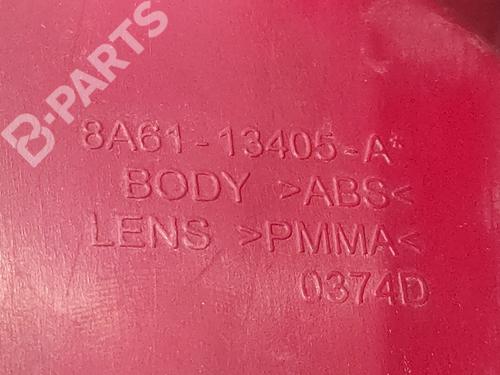 B-PARTS
8A61-13405-A*
BODY >ABS<
LENS >PMMA<
0374D